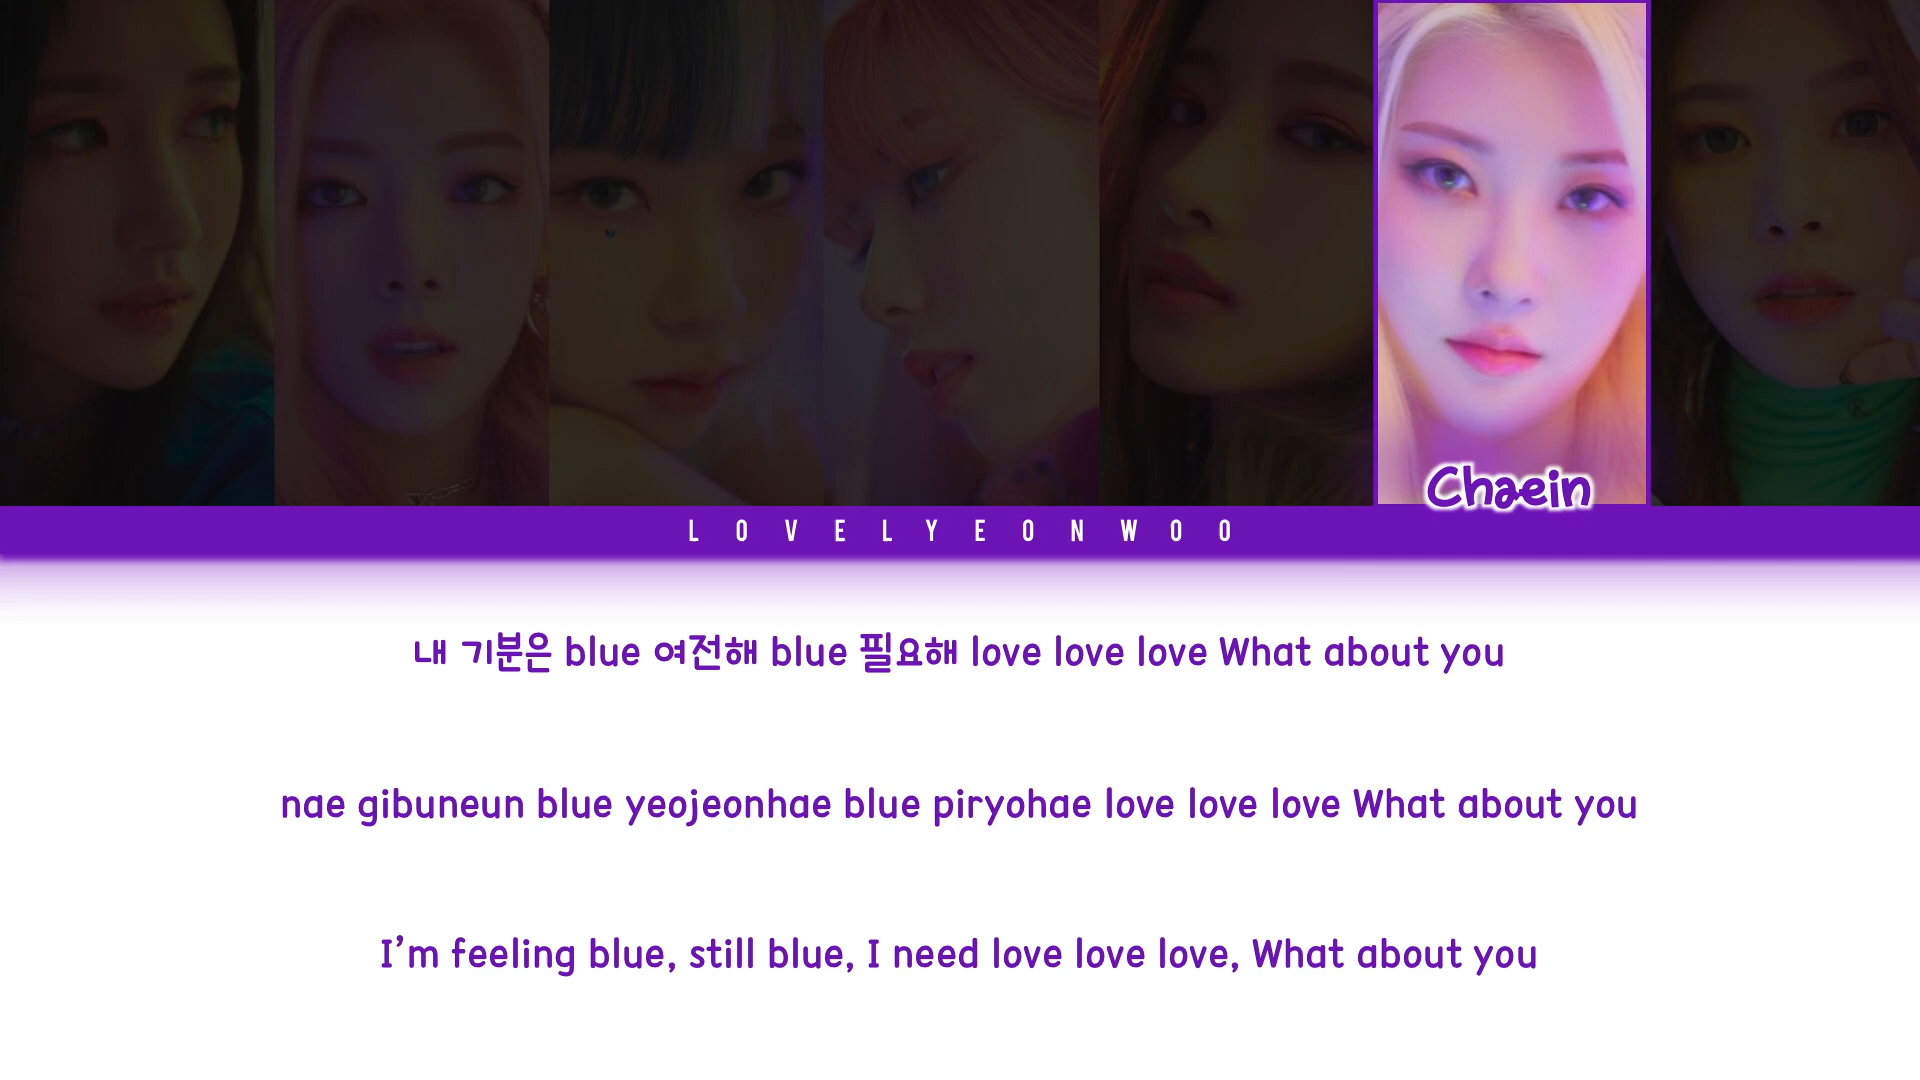 Chaein
LOVELYEONWOO
내 기분은 blue 여전해 blue 필요해 love love love What about you
nae gibuneun blue yeojeonhae blue piryohae love love love What about you
I'm feeling blue, still blue, I need love love love, What about you